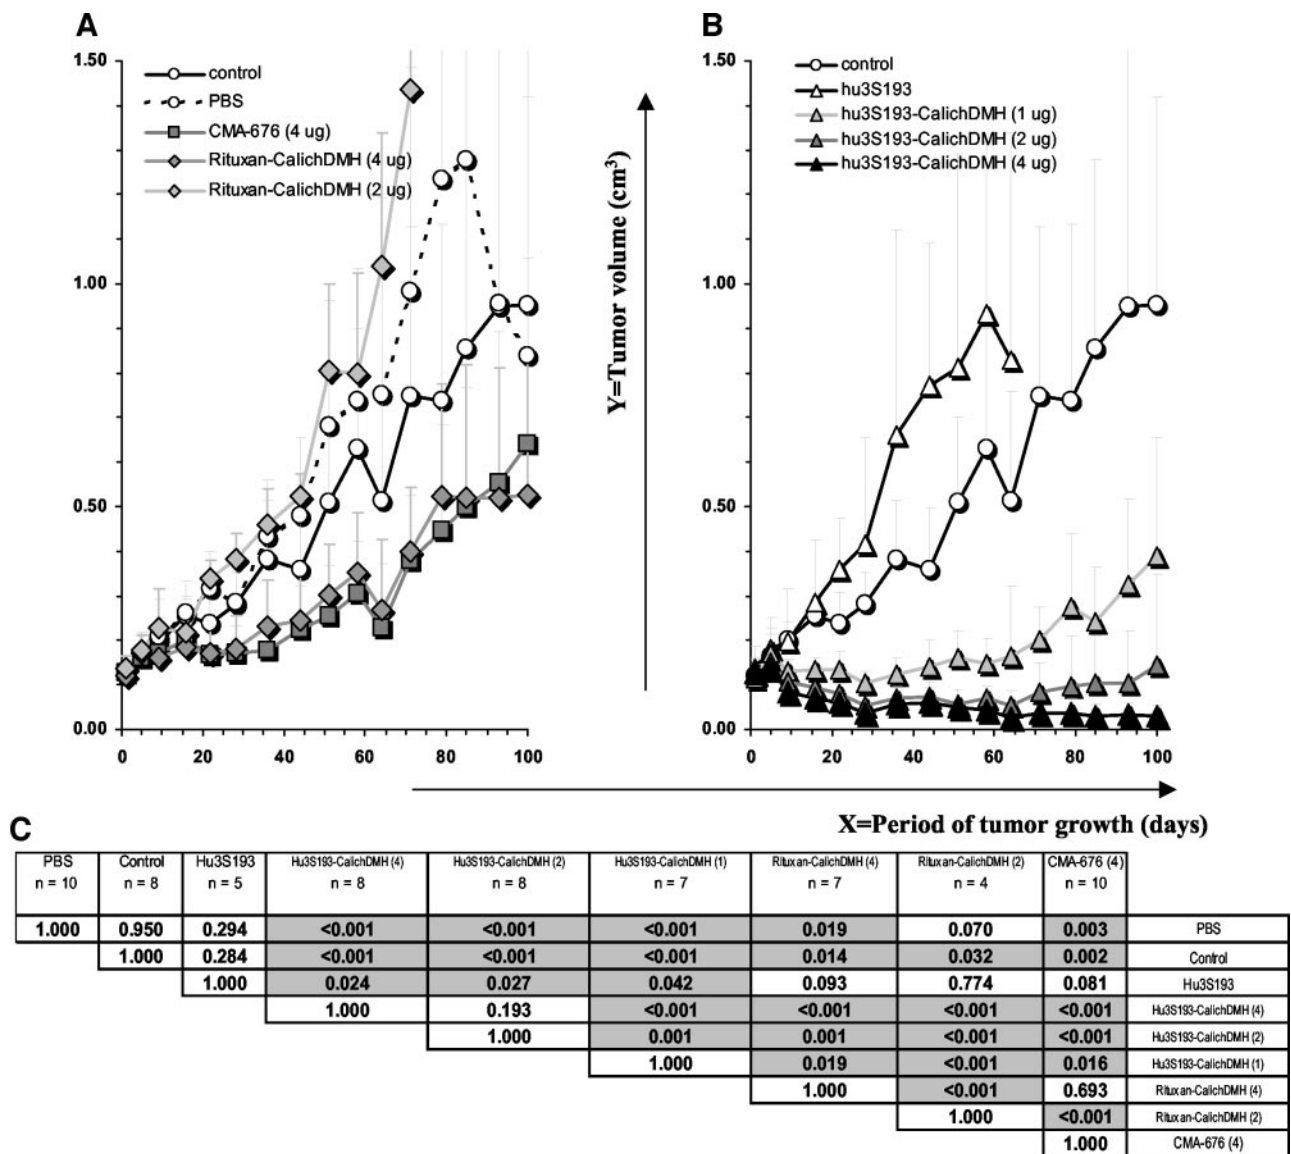 A
B
1.50
control
PBS
CMA-676 (4 ug)
Rituxan-CalichDMH (4 ug)
Rituxan-CalichDMH (2 ug)
1.00
0.50
0.00
0 20 40 60 80 100
Y=Tumor volume (cm³)
1.50
control
hu3S193
hu3S193-CalichDMH (1 ug)
hu3S193-CalichDMH (2 ug)
hu3S193-CalichDMH (4 ug)
1.00
0.50
0.00
0 20 40 60 80 100
X=Period of tumor growth (days)
C
PBS Control Hu3S193 Hu3S193-CalichDMH (4) Hu3S193-CalichDMH (2) Hu3S193-CalichDMH (1) Rituxan-CalichDMH (4) Rituxan-CalichDMH (2) CMA-676 (4)
n = 10 n = 8 n = 5 n = 8 n = 8 n = 7 n = 7 n = 4 n = 10
1.000 0.950 0.294 <0.001 <0.001 <0.001 0.019 0.070 0.003 PBS
1.000 0.284 <0.001 <0.001 <0.001 0.014 0.032 0.002 Control
1.000 0.024 0.027 0.042 0.093 0.774 0.081 Hu3S193
1.000 0.193 <0.001 <0.001 <0.001 <0.001 Hu3S193-CalichDMH (4)
1.000 0.001 0.001 <0.001 <0.001 Hu3S193-CalichDMH (2)
1.000 0.019 <0.001 0.016 Hu3S193-CalichDMH (1)
1.000 <0.001 0.693 Rituxan-CalichDMH (4)
1.000 <0.001 Rituxan-CalichDMH (2)
1.000 CMA-676 (4)